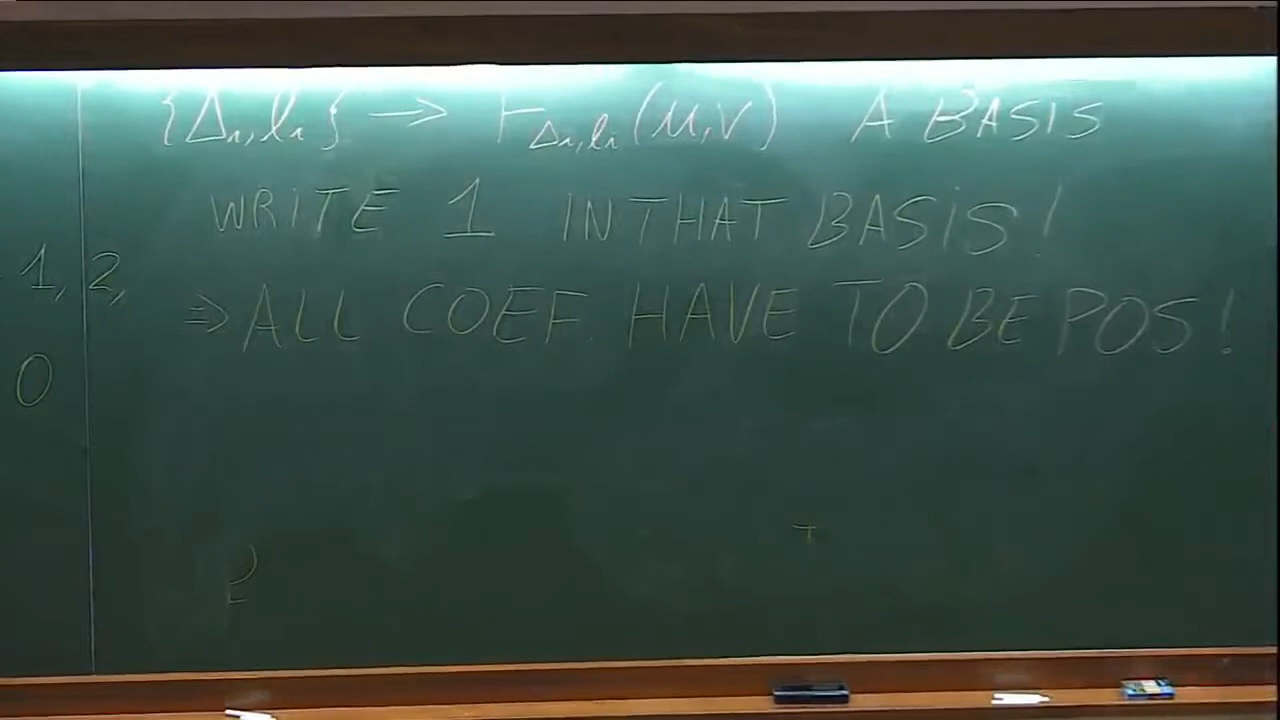 {Δi, li} → FΔi,li (u,v) A BASIS
WRITE 1 IN THAT BASIS!
1, 2,
⇒ ALL COEF. HAVE TO BE POS!
0